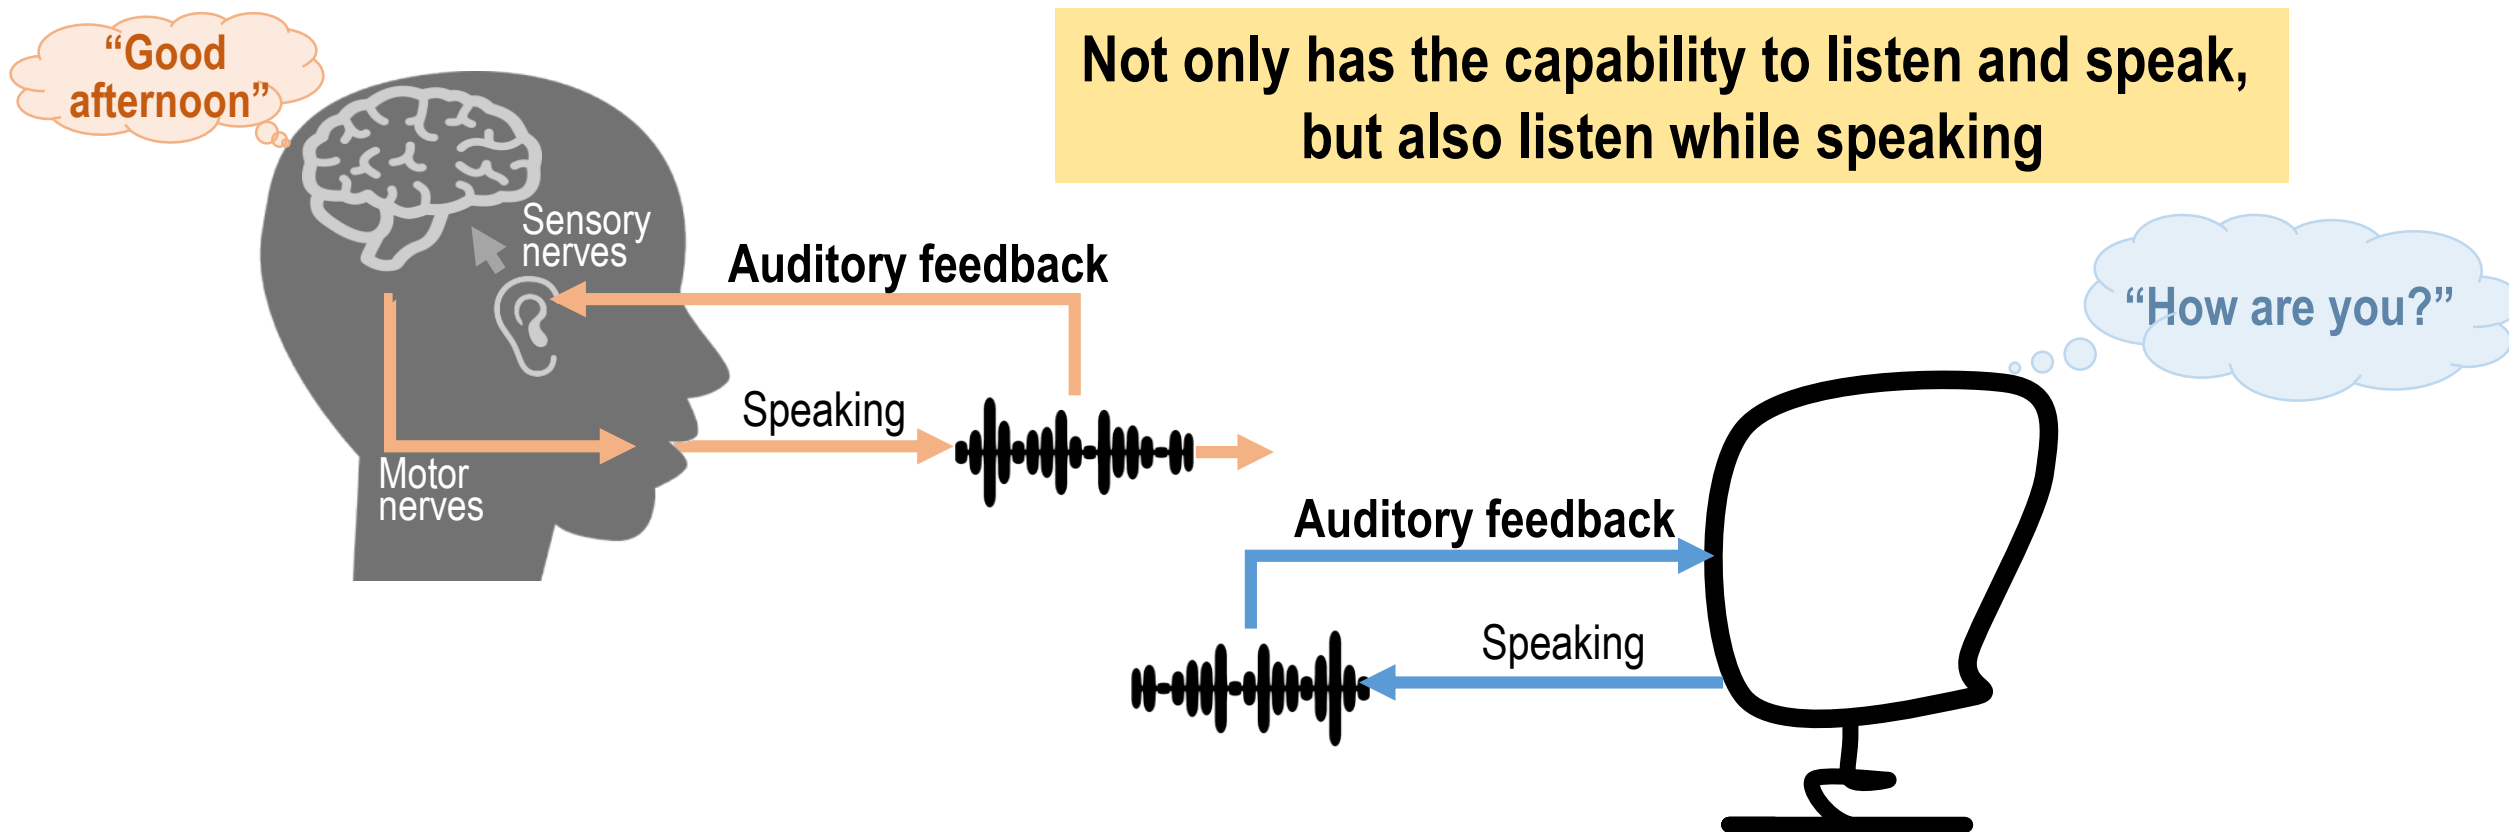 “Good
afternoon”
Not only has the capability to listen and speak,
but also listen while speaking
Sensory
nerves
Auditory feedback
“How are you?”
Speaking
Motor
nerves
Auditory feedback
Speaking